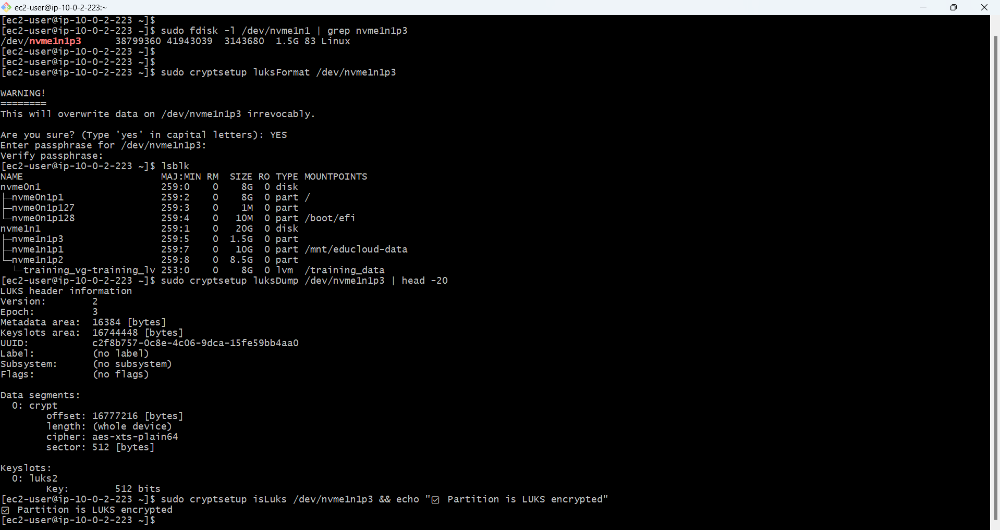 ec2-user@ip-10-0-2-223:~
[ec2-user@ip-10-0-2-223 ~]$
[ec2-user@ip-10-0-2-223 ~]$ sudo fdisk -l /dev/nvme1n1 | grep nvme1n1p3
/dev/nvme1n1p3      38799360 41943039  3143680  1.5G 83 Linux
[ec2-user@ip-10-0-2-223 ~]$
[ec2-user@ip-10-0-2-223 ~]$
[ec2-user@ip-10-0-2-223 ~]$ sudo cryptsetup luksFormat /dev/nvme1n1p3
WARNING!
========
This will overwrite data on /dev/nvme1n1p3 irrevocably.
Are you sure? (Type 'yes' in capital letters): YES
Enter passphrase for /dev/nvme1n1p3:
Verify passphrase:
[ec2-user@ip-10-0-2-223 ~]$ lsblk
NAME                        MAJ:MIN RM  SIZE RO TYPE MOUNTPOINTS
nvme0n1                     259:0    0    8G  0 disk
├─nvme0n1p1                 259:2    0    8G  0 part /
├─nvme0n1p127               259:3    0    1M  0 part
└─nvme0n1p128               259:4    0   10M  0 part /boot/efi
nvme1n1                     259:1    0   20G  0 disk
├─nvme1n1p3                 259:5    0  1.5G  0 part
├─nvme1n1p1                 259:7    0   10G  0 part /mnt/educloud-data
└─nvme1n1p2                 259:8    0  8.5G  0 part
  └─training_vg-training_lv 253:0    0    8G  0 lvm  /training_data
[ec2-user@ip-10-0-2-223 ~]$ sudo cryptsetup luksDump /dev/nvme1n1p3 | head -20
LUKS header information
Version:        2
Epoch:          3
Metadata area:  16384 [bytes]
Keyslots area:  16744448 [bytes]
UUID:           c2f8b757-0c8e-4c06-9dca-15fe59bb4aa0
Label:          (no label)
Subsystem:      (no subsystem)
Flags:          (no flags)
Data segments:
  0: crypt
        offset: 16777216 [bytes]
        length: (whole device)
        cipher: aes-xts-plain64
        sector: 512 [bytes]
Keyslots:
  0: luks2
        Key:        512 bits
[ec2-user@ip-10-0-2-223 ~]$ sudo cryptsetup isLuks /dev/nvme1n1p3 && echo "☑ Partition is LUKS encrypted"
☑ Partition is LUKS encrypted
[ec2-user@ip-10-0-2-223 ~]$